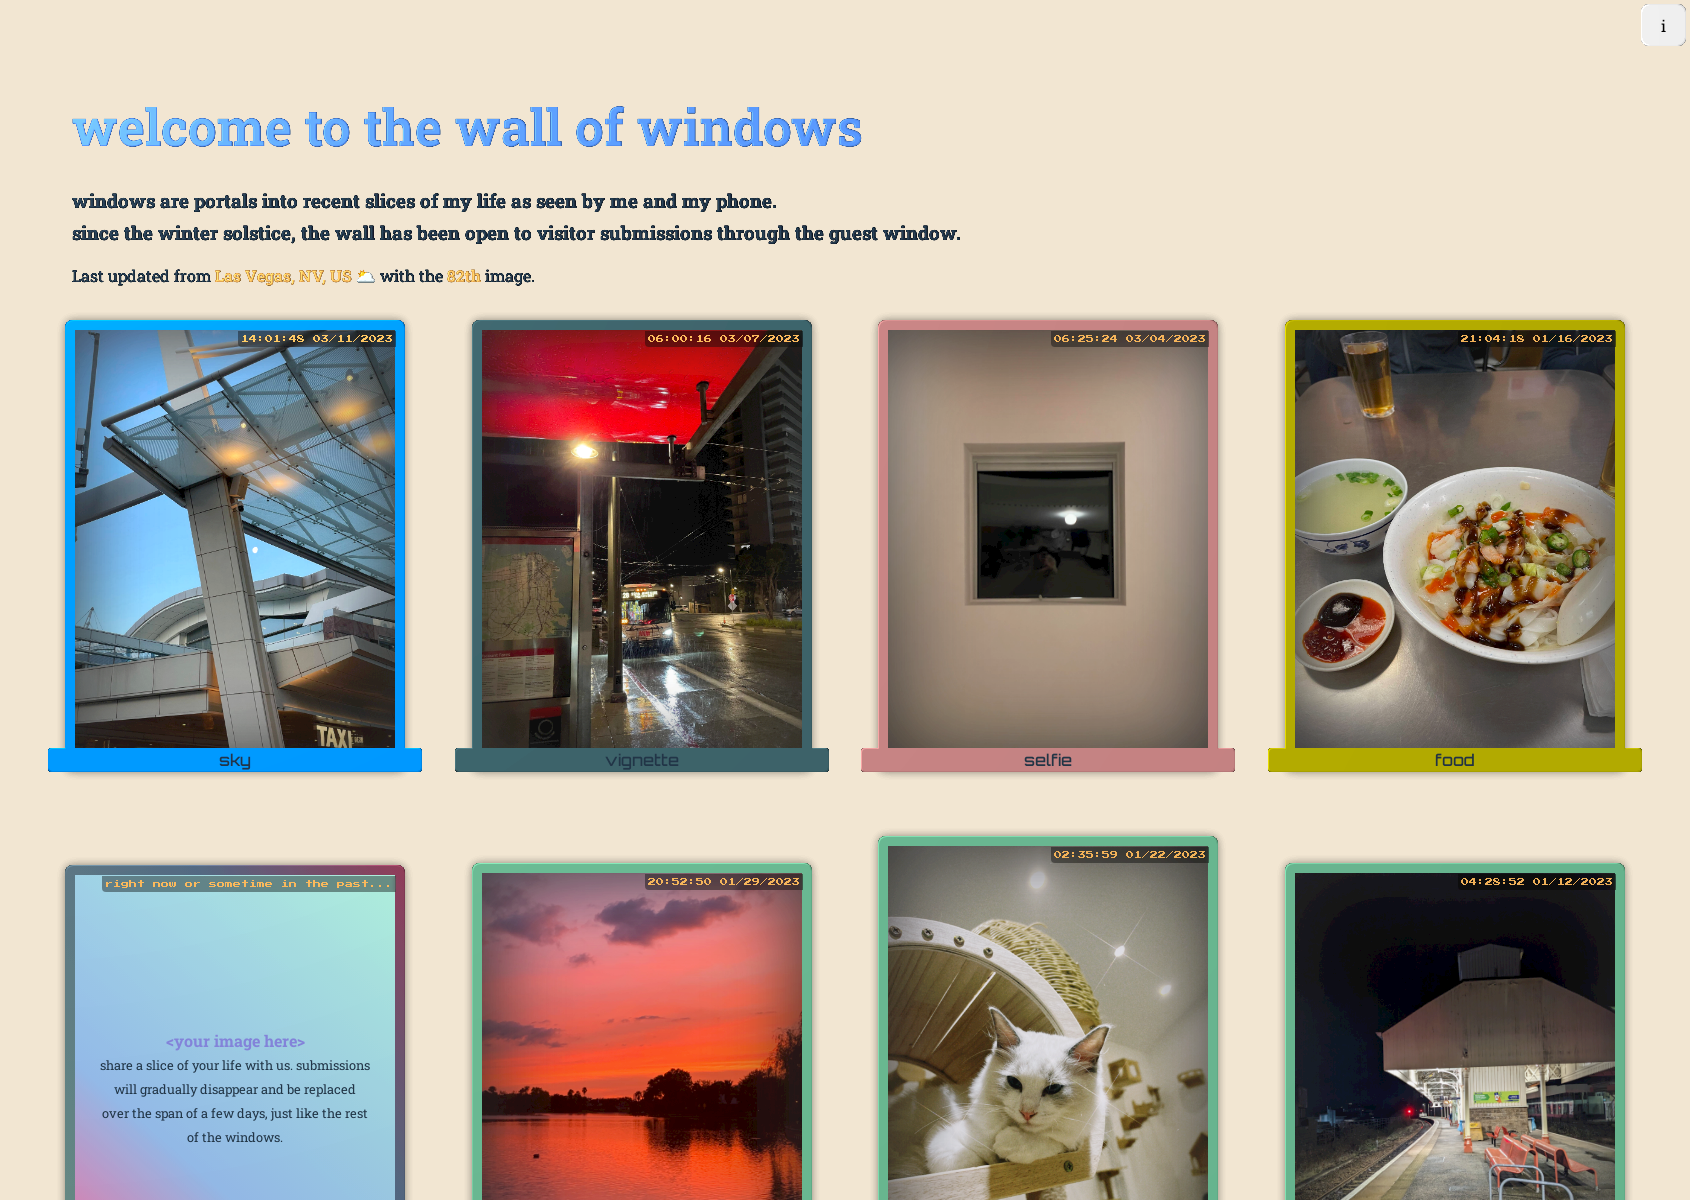 i
welcome to the wall of windows
windows are portals into recent slices of my life as seen by me and my phone.
since the winter solstice, the wall has been open to visitor submissions through the guest window.
Last updated from Las Vegas, NV, US ⛅ with the 82th image.
14:01:48 03/11/2023
TAXI
sky
06:00:16 03/07/2023
vignette
06:25:24 03/04/2023
selfie
21:04:18 01/16/2023
food
right now or sometime in the past...
<your image here>
share a slice of your life with us. submissions
will gradually disappear and be replaced
over the span of a few days, just like the rest
of the windows.
20:52:50 01/29/2023
02:35:59 01/22/2023
04:28:52 01/12/2023